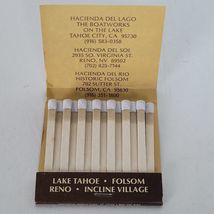 HACIENDA DEL LAGO
THE BOATWORKS
ON THE LAKE
TAHOE CITY, CA 95730
(916) 583-0358
HACIENDA DEL SOL
2935 SO. VIRGINIA ST.
RENO, NV 89502
(702) 825-7144
HACIENDA DEL RIO
HISTORIC FOLSOM
702 SUTTER ST.
FOLSOM, CA 95630
(916) 351-1800
LAKE TAHOE • FOLSOM
RENO • INCLINE VILLAGE